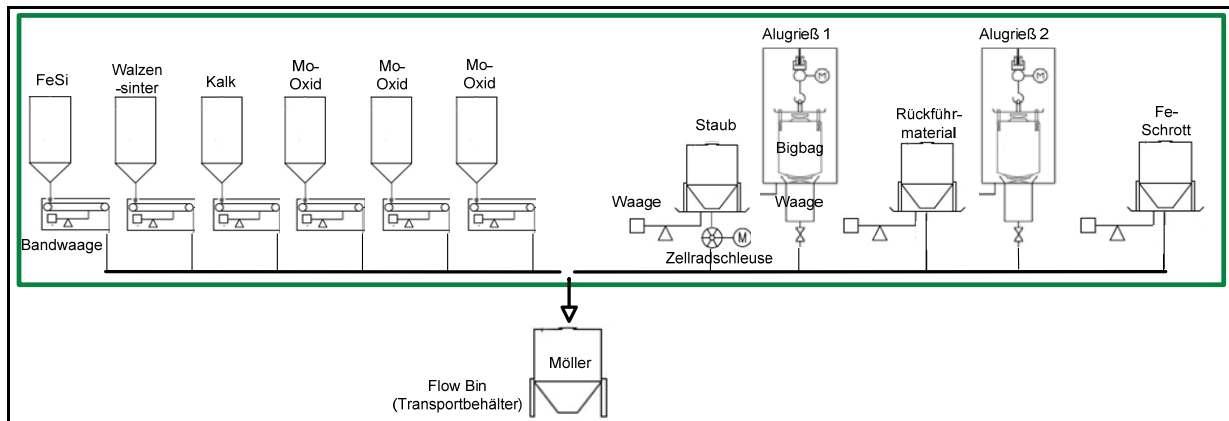 FeSi
Walzen
-sinter
Kalk
Mo-
Oxid
Mo-
Oxid
Mo-
Oxid
Bandwaage
Staub
Waage
M
Zellradschleuse
Alugrieß 1
M
Bigbag
Waage
Rückführ-
material
Alugrieß 2
M
Fe-
Schrott
Möller
Flow Bin
(Transportbehälter)